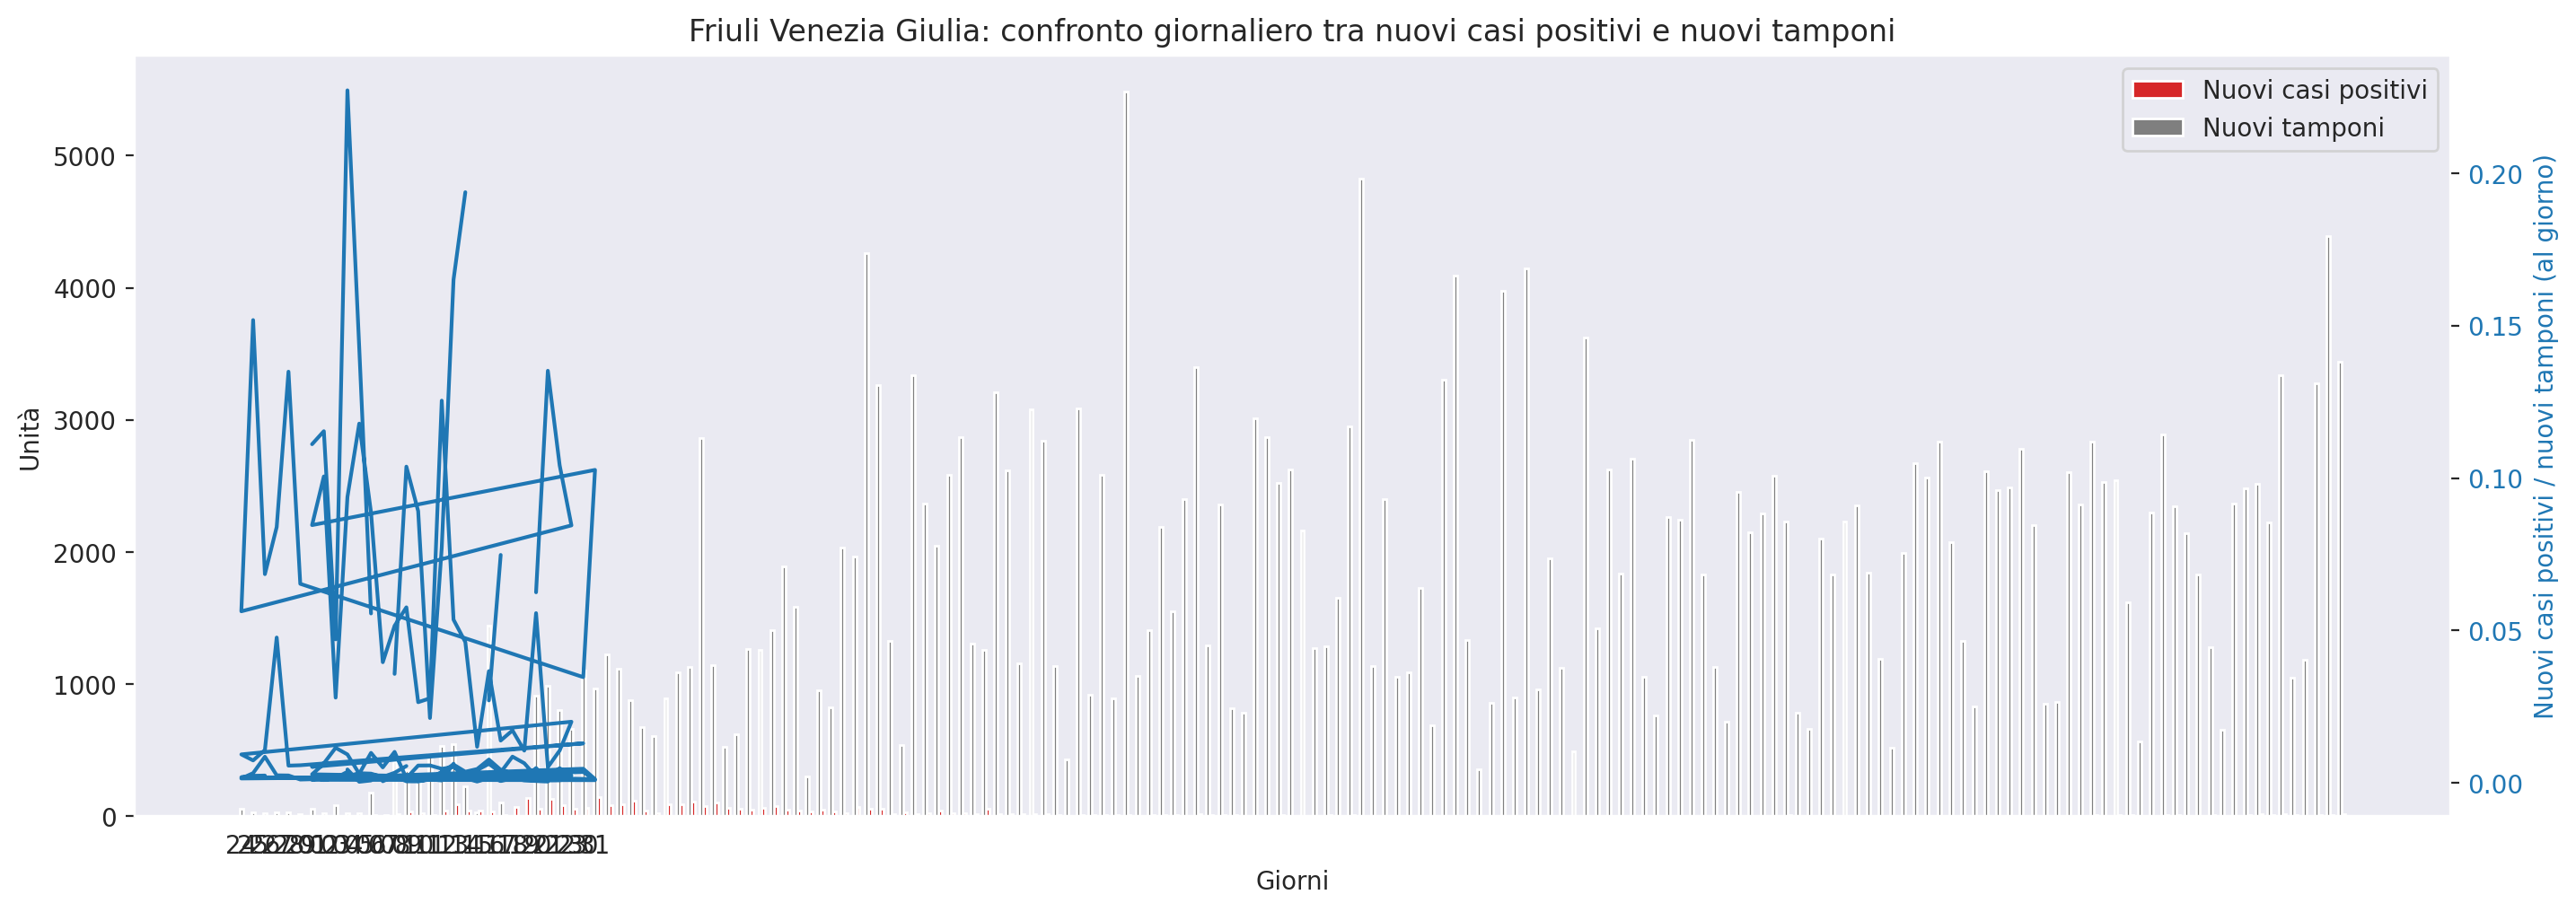 Friuli Venezia Giulia: confronto giornaliero tra nuovi casi positivi e nuovi tamponi
Nuovi casi positivi
Nuovi tamponi
Unità
5000
4000
3000
2000
1000
0
0.20
0.15
0.10
0.05
0.00
Nuovi casi positivi / nuovi tamponi (al giorno)
Giorni